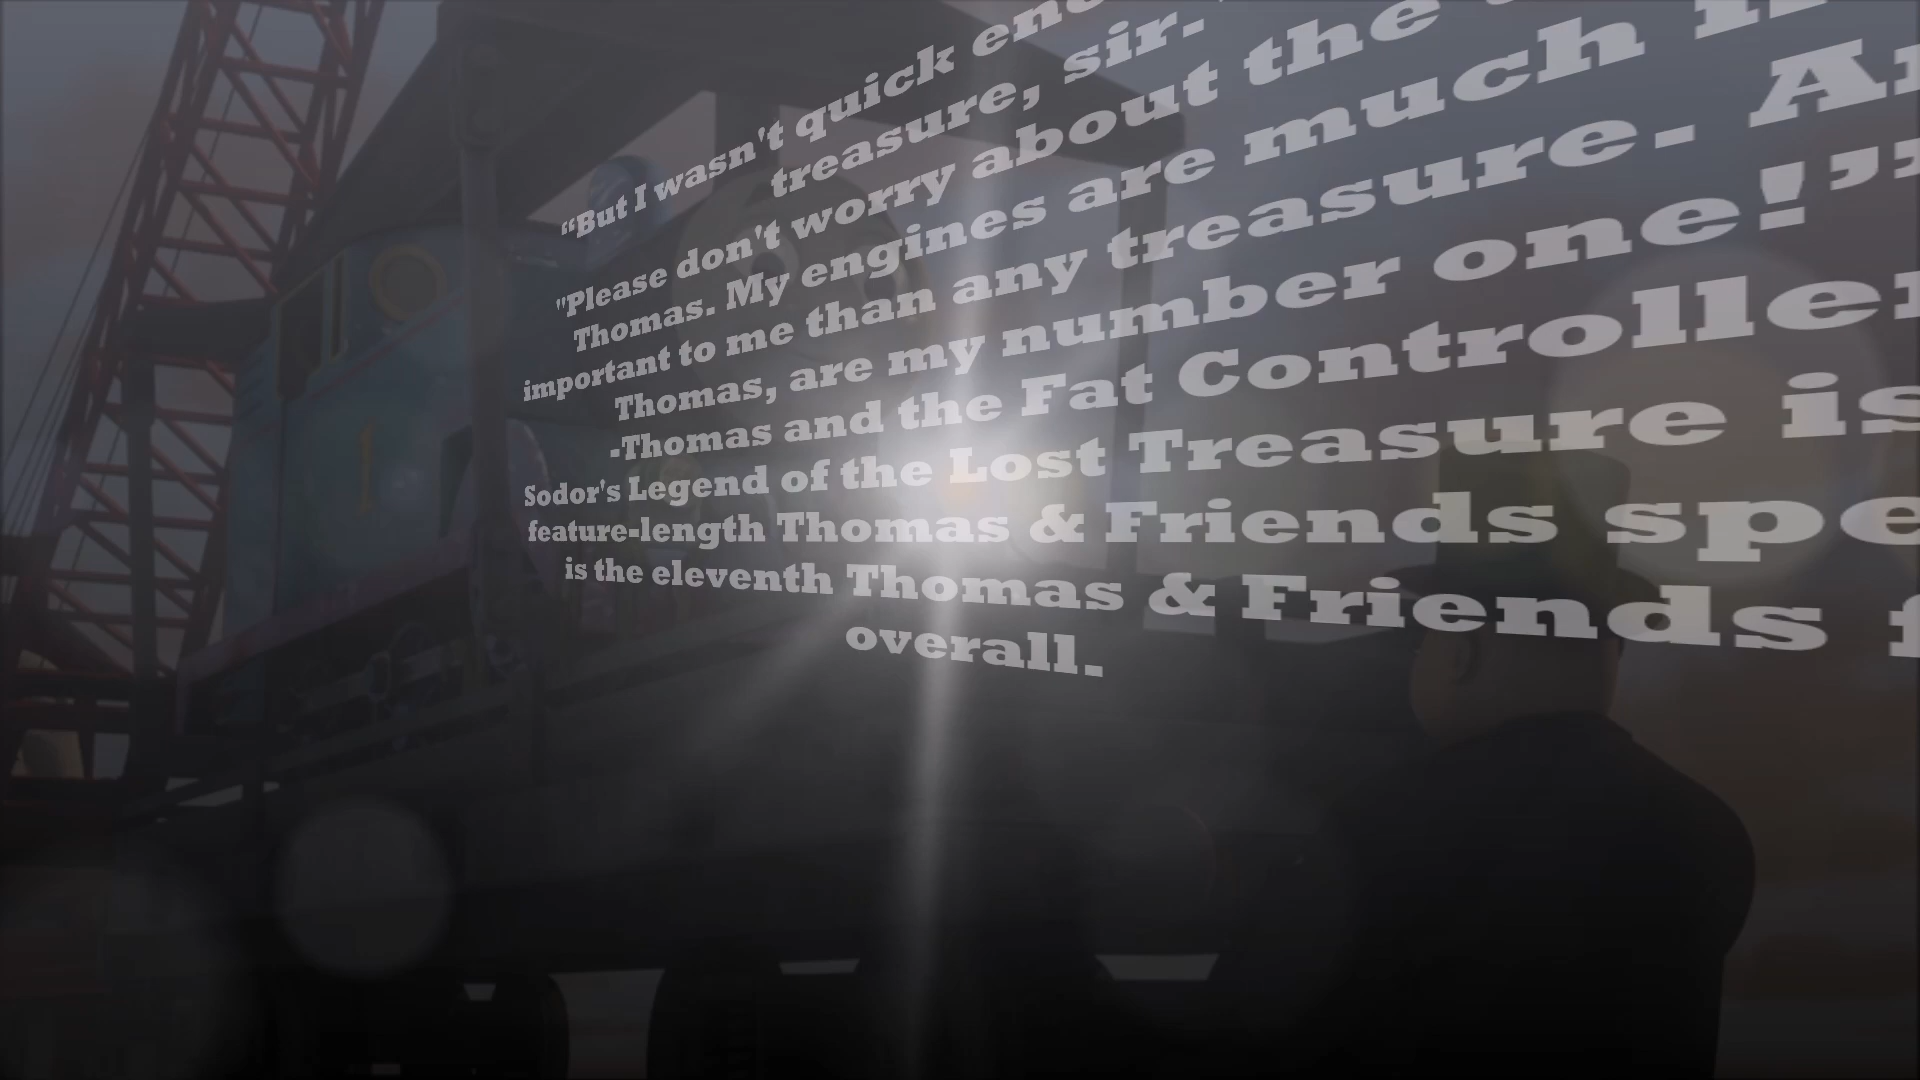 “But I wasn't quick
treasure, sir.
"Please don't worry about the
Thomas. My engines are much
important to me than any treasure.
Thomas, are my number one!”
-Thomas and the Fat Controller
Sodor's Legend of the Lost Treasure is
feature-length Thomas & Friends
is the eleventh Thomas & Friends
overall.